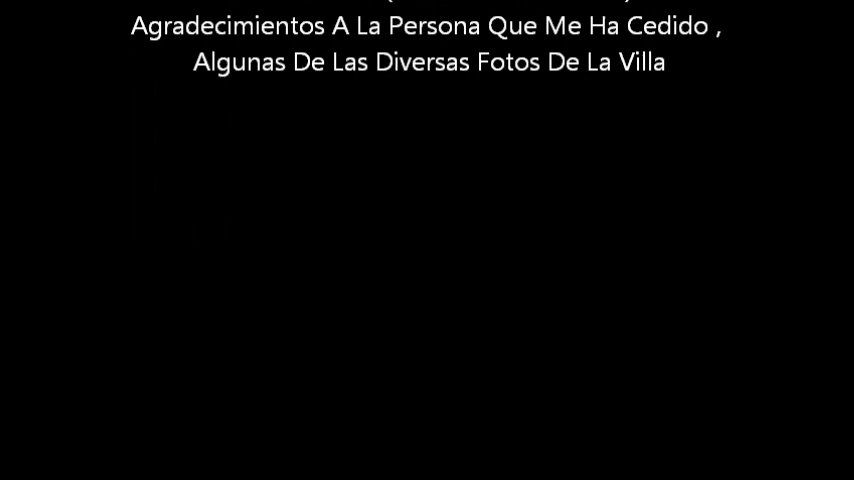 Agradecimientos A La Persona Que Me Ha Cedido ,
Algunas De Las Diversas Fotos De La Villa